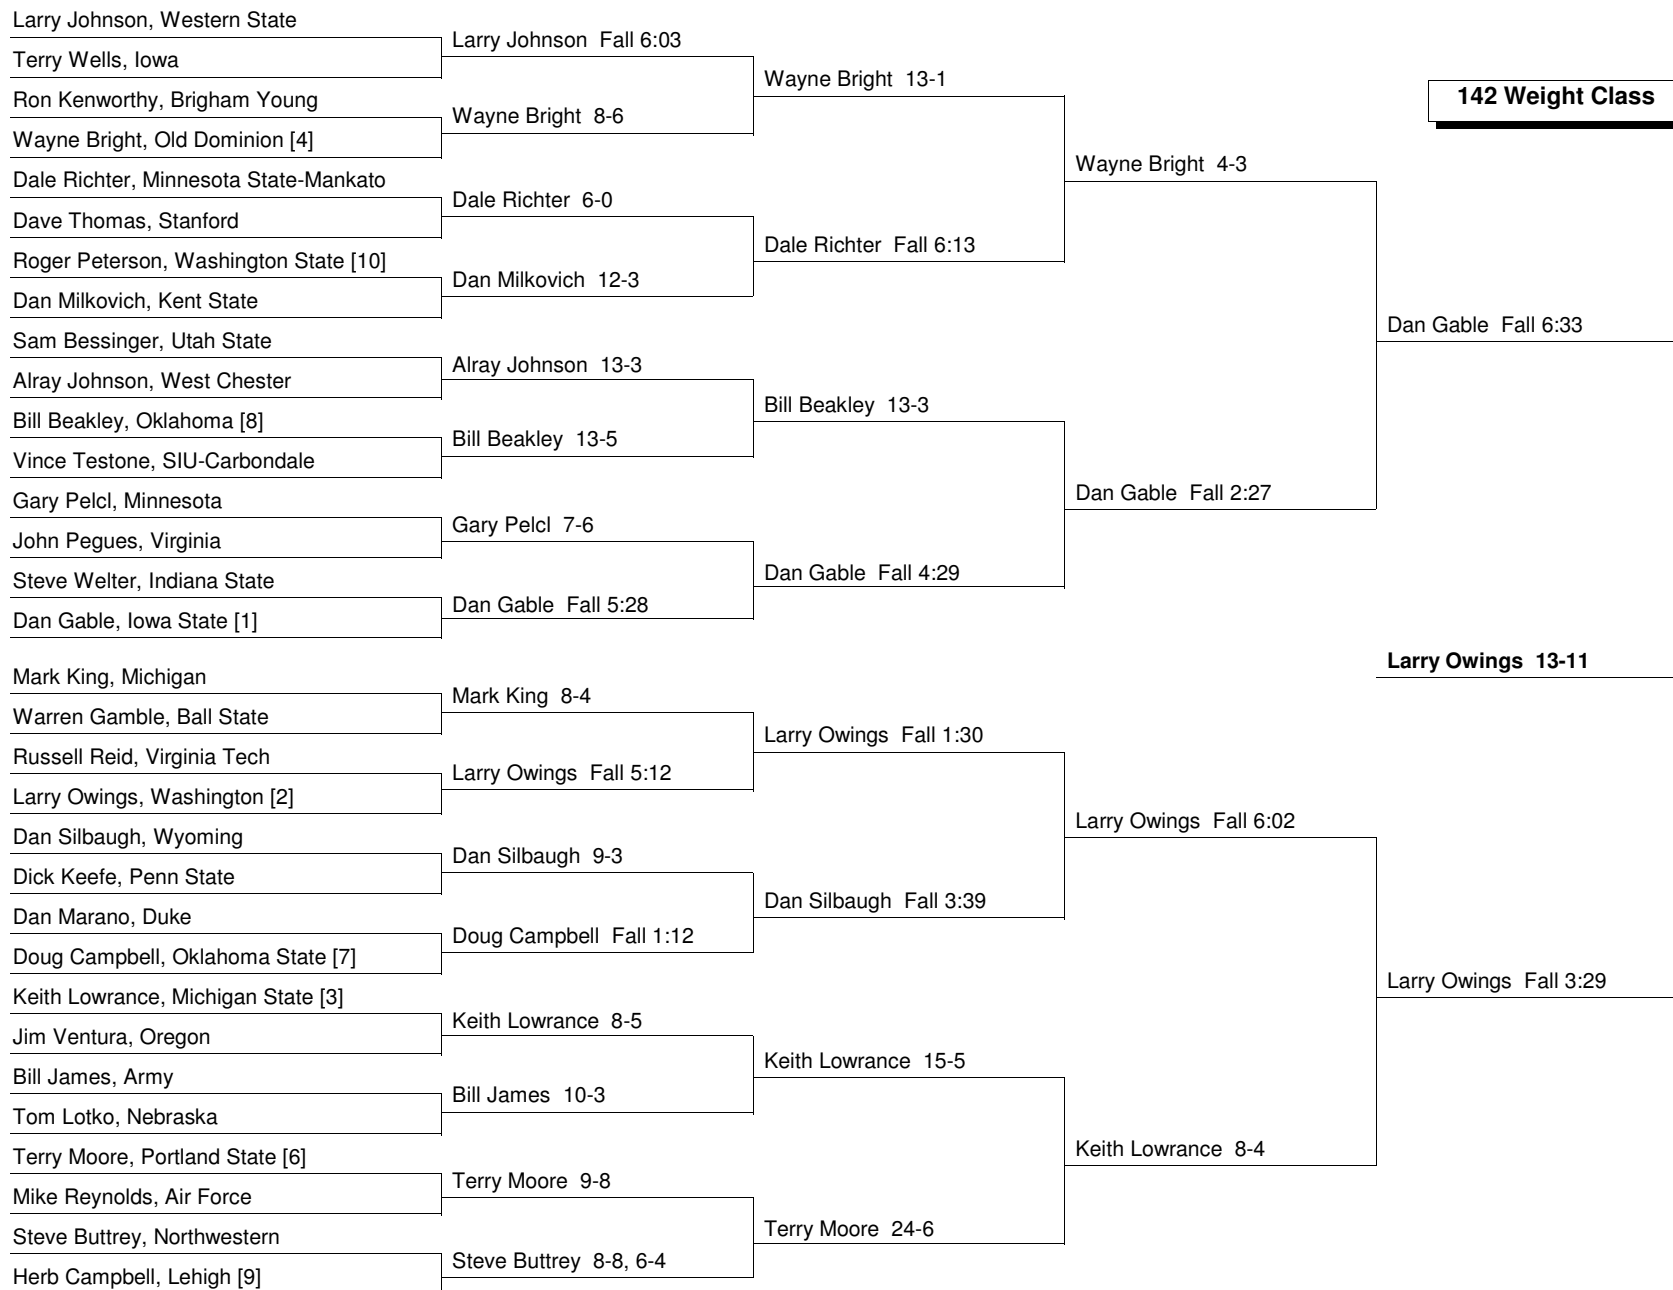 Larry Johnson, Western State
Terry Wells, Iowa
Ron Kenworthy, Brigham Young
Wayne Bright, Old Dominion [4]
Dale Richter, Minnesota State-Mankato
Dave Thomas, Stanford
Roger Peterson, Washington State [10]
Dan Milkovich, Kent State
Sam Bessinger, Utah State
Alray Johnson, West Chester
Bill Beakley, Oklahoma [8]
Vince Testone, SIU-Carbondale
Gary Pelcl, Minnesota
John Pegues, Virginia
Steve Welter, Indiana State
Dan Gable, Iowa State [1]
Mark King, Michigan
Warren Gamble, Ball State
Russell Reid, Virginia Tech
Larry Owings, Washington [2]
Dan Silbaugh, Wyoming
Dick Keefe, Penn State
Dan Marano, Duke
Doug Campbell, Oklahoma State [7]
Keith Lowrance, Michigan State [3]
Jim Ventura, Oregon
Bill James, Army
Tom Lotko, Nebraska
Terry Moore, Portland State [6]
Mike Reynolds, Air Force
Steve Buttrey, Northwestern
Herb Campbell, Lehigh [9]
Larry Johnson Fall 6:03
Wayne Bright 8-6
Dale Richter 6-0
Dan Milkovich 12-3
Alray Johnson 13-3
Bill Beakley 13-5
Gary Pelcl 7-6
Dan Gable Fall 5:28
Mark King 8-4
Larry Owings Fall 5:12
Dan Silbaugh 9-3
Doug Campbell Fall 1:12
Keith Lowrance 8-5
Bill James 10-3
Terry Moore 9-8
Steve Buttrey 8-8, 6-4
Wayne Bright 13-1
Dale Richter Fall 6:13
Bill Beakley 13-3
Dan Gable Fall 4:29
Larry Owings Fall 1:30
Dan Silbaugh Fall 3:39
Keith Lowrance 15-5
Terry Moore 24-6
Wayne Bright 4-3
Dan Gable Fall 2:27
Larry Owings Fall 6:02
Keith Lowrance 8-4
142 Weight Class
Dan Gable Fall 6:33
Larry Owings 13-11
Larry Owings Fall 3:29